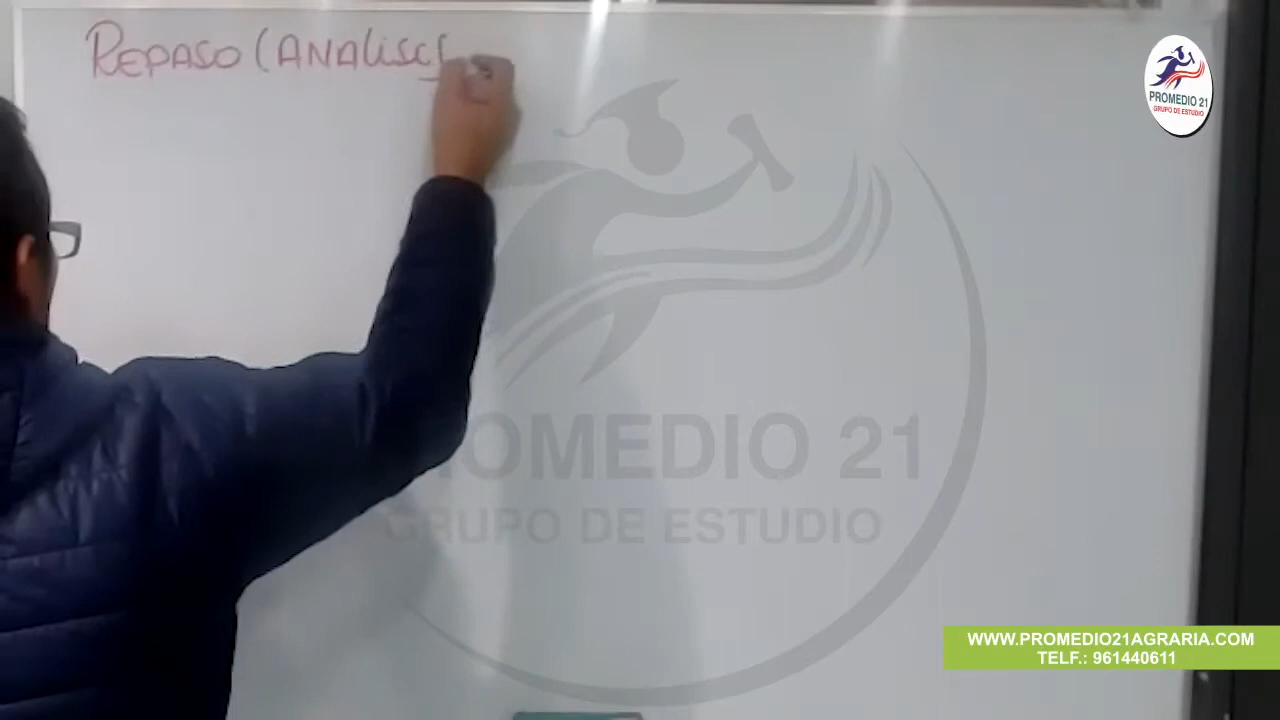 REPASO (ANALISIS
PROMEDIO 21
GRUPO DE ESTUDIO
PROMEDIO 21
GRUPO DE ESTUDIO
WWW.PROMEDIO21AGRARIA.COM
TELF.: 961440611